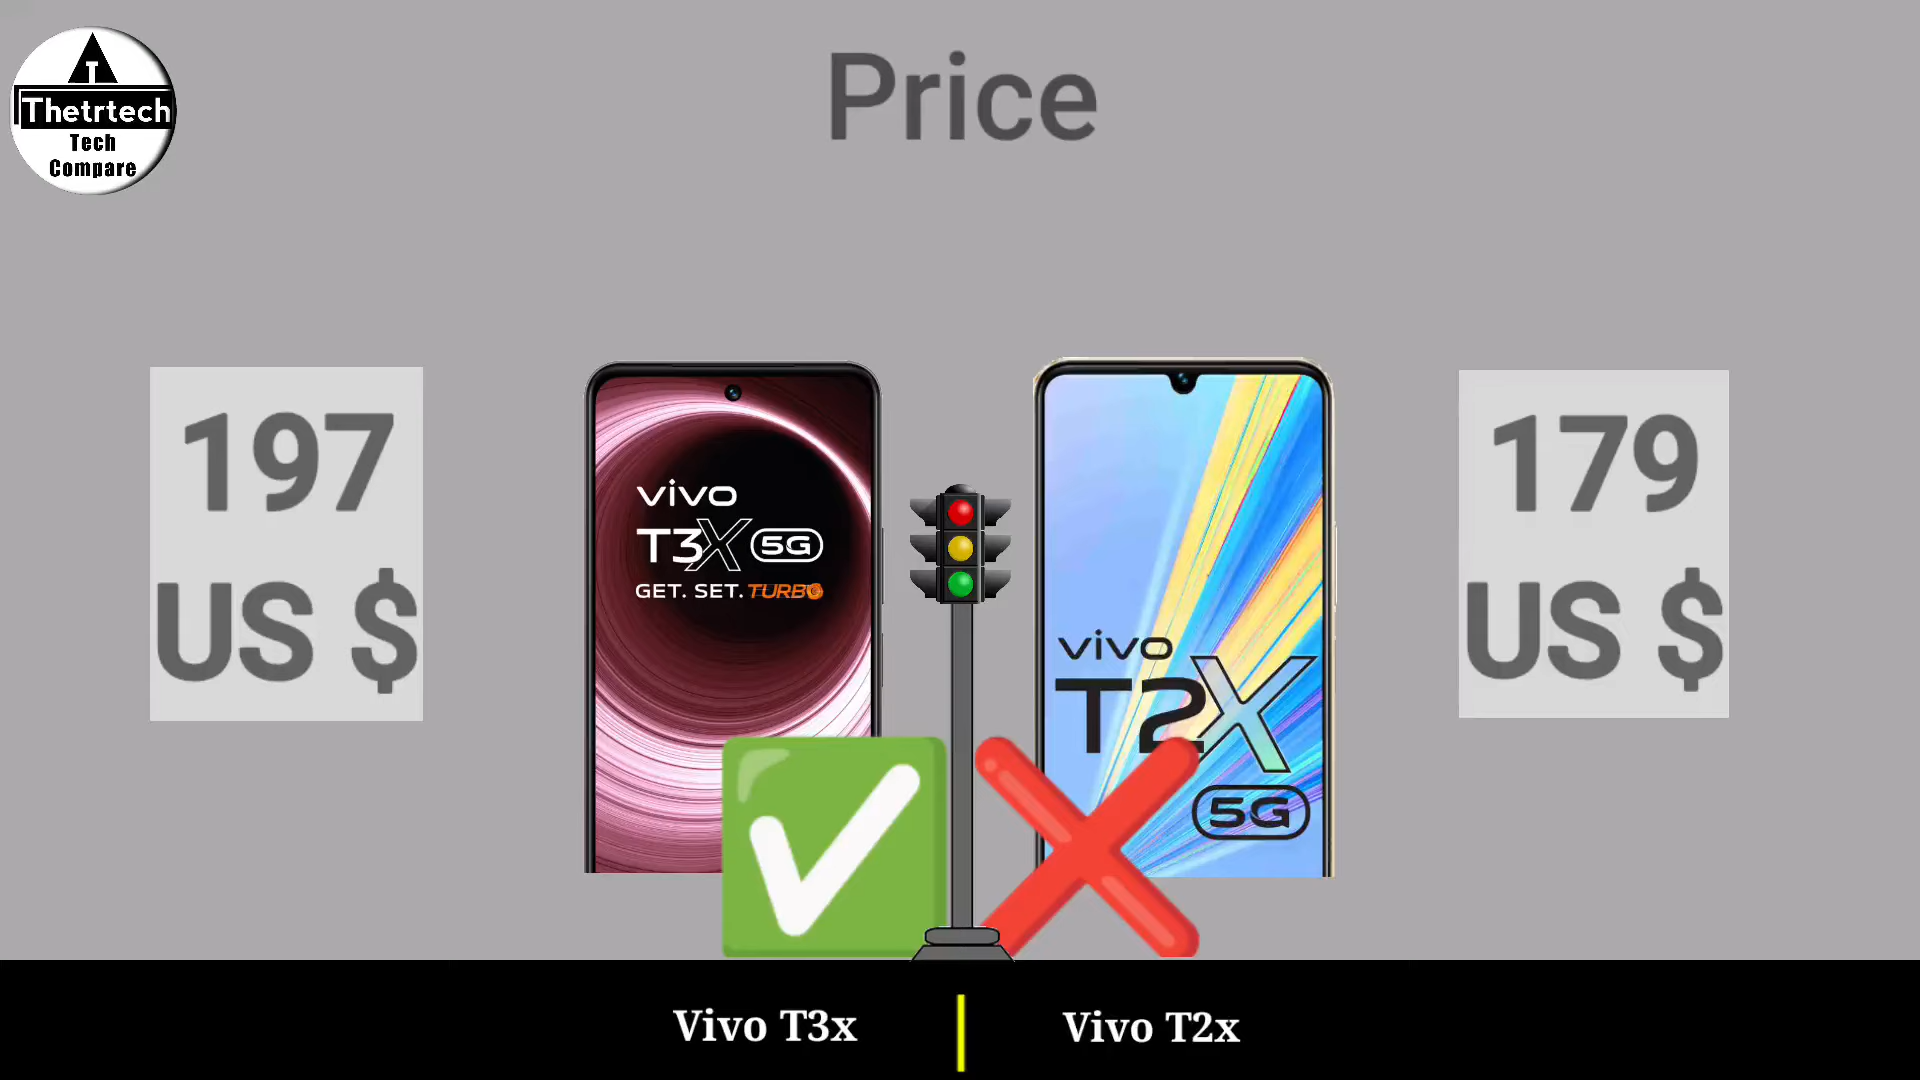 T
Thetrtech
Tech
Compare
Price
197
US $
vivo
T3X 5G
GET. SET. TURBO
vivo
T2X
5G
179
US $
Vivo T3x
Vivo T2x